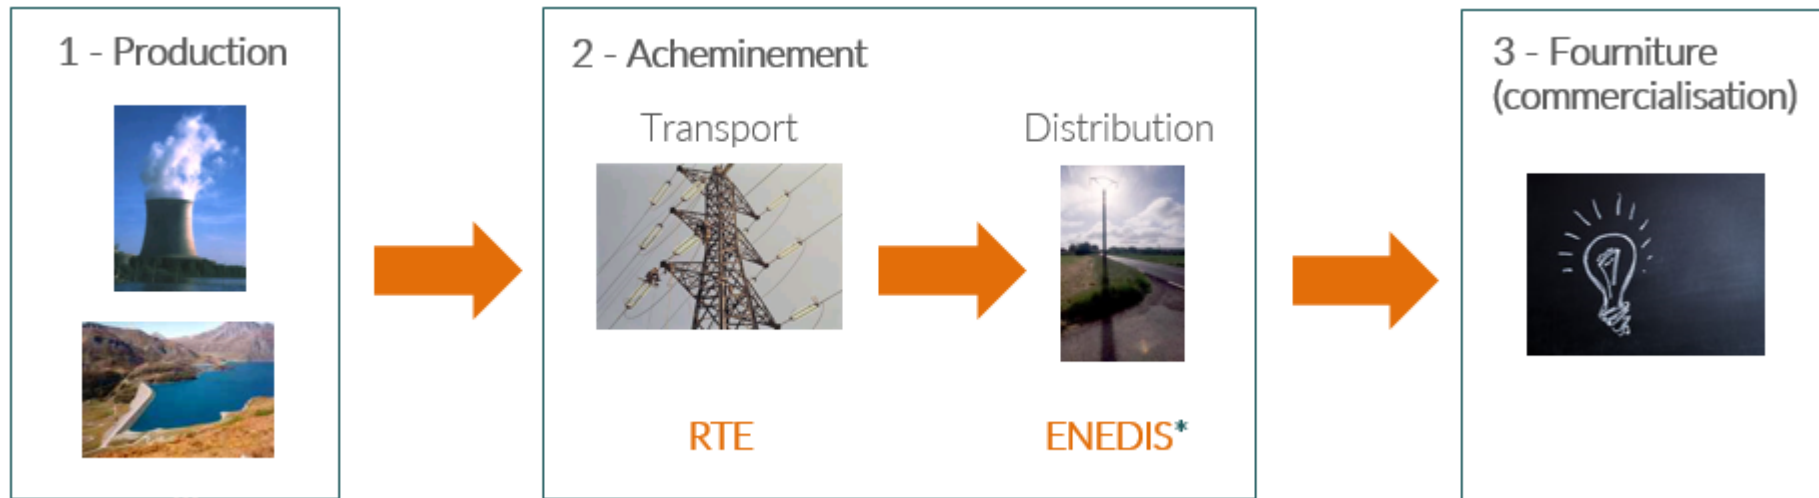 1 - Production
2 - Acheminement
Transport
Distribution
RTE
ENEDIS*
3 - Fourniture
(commercialisation)